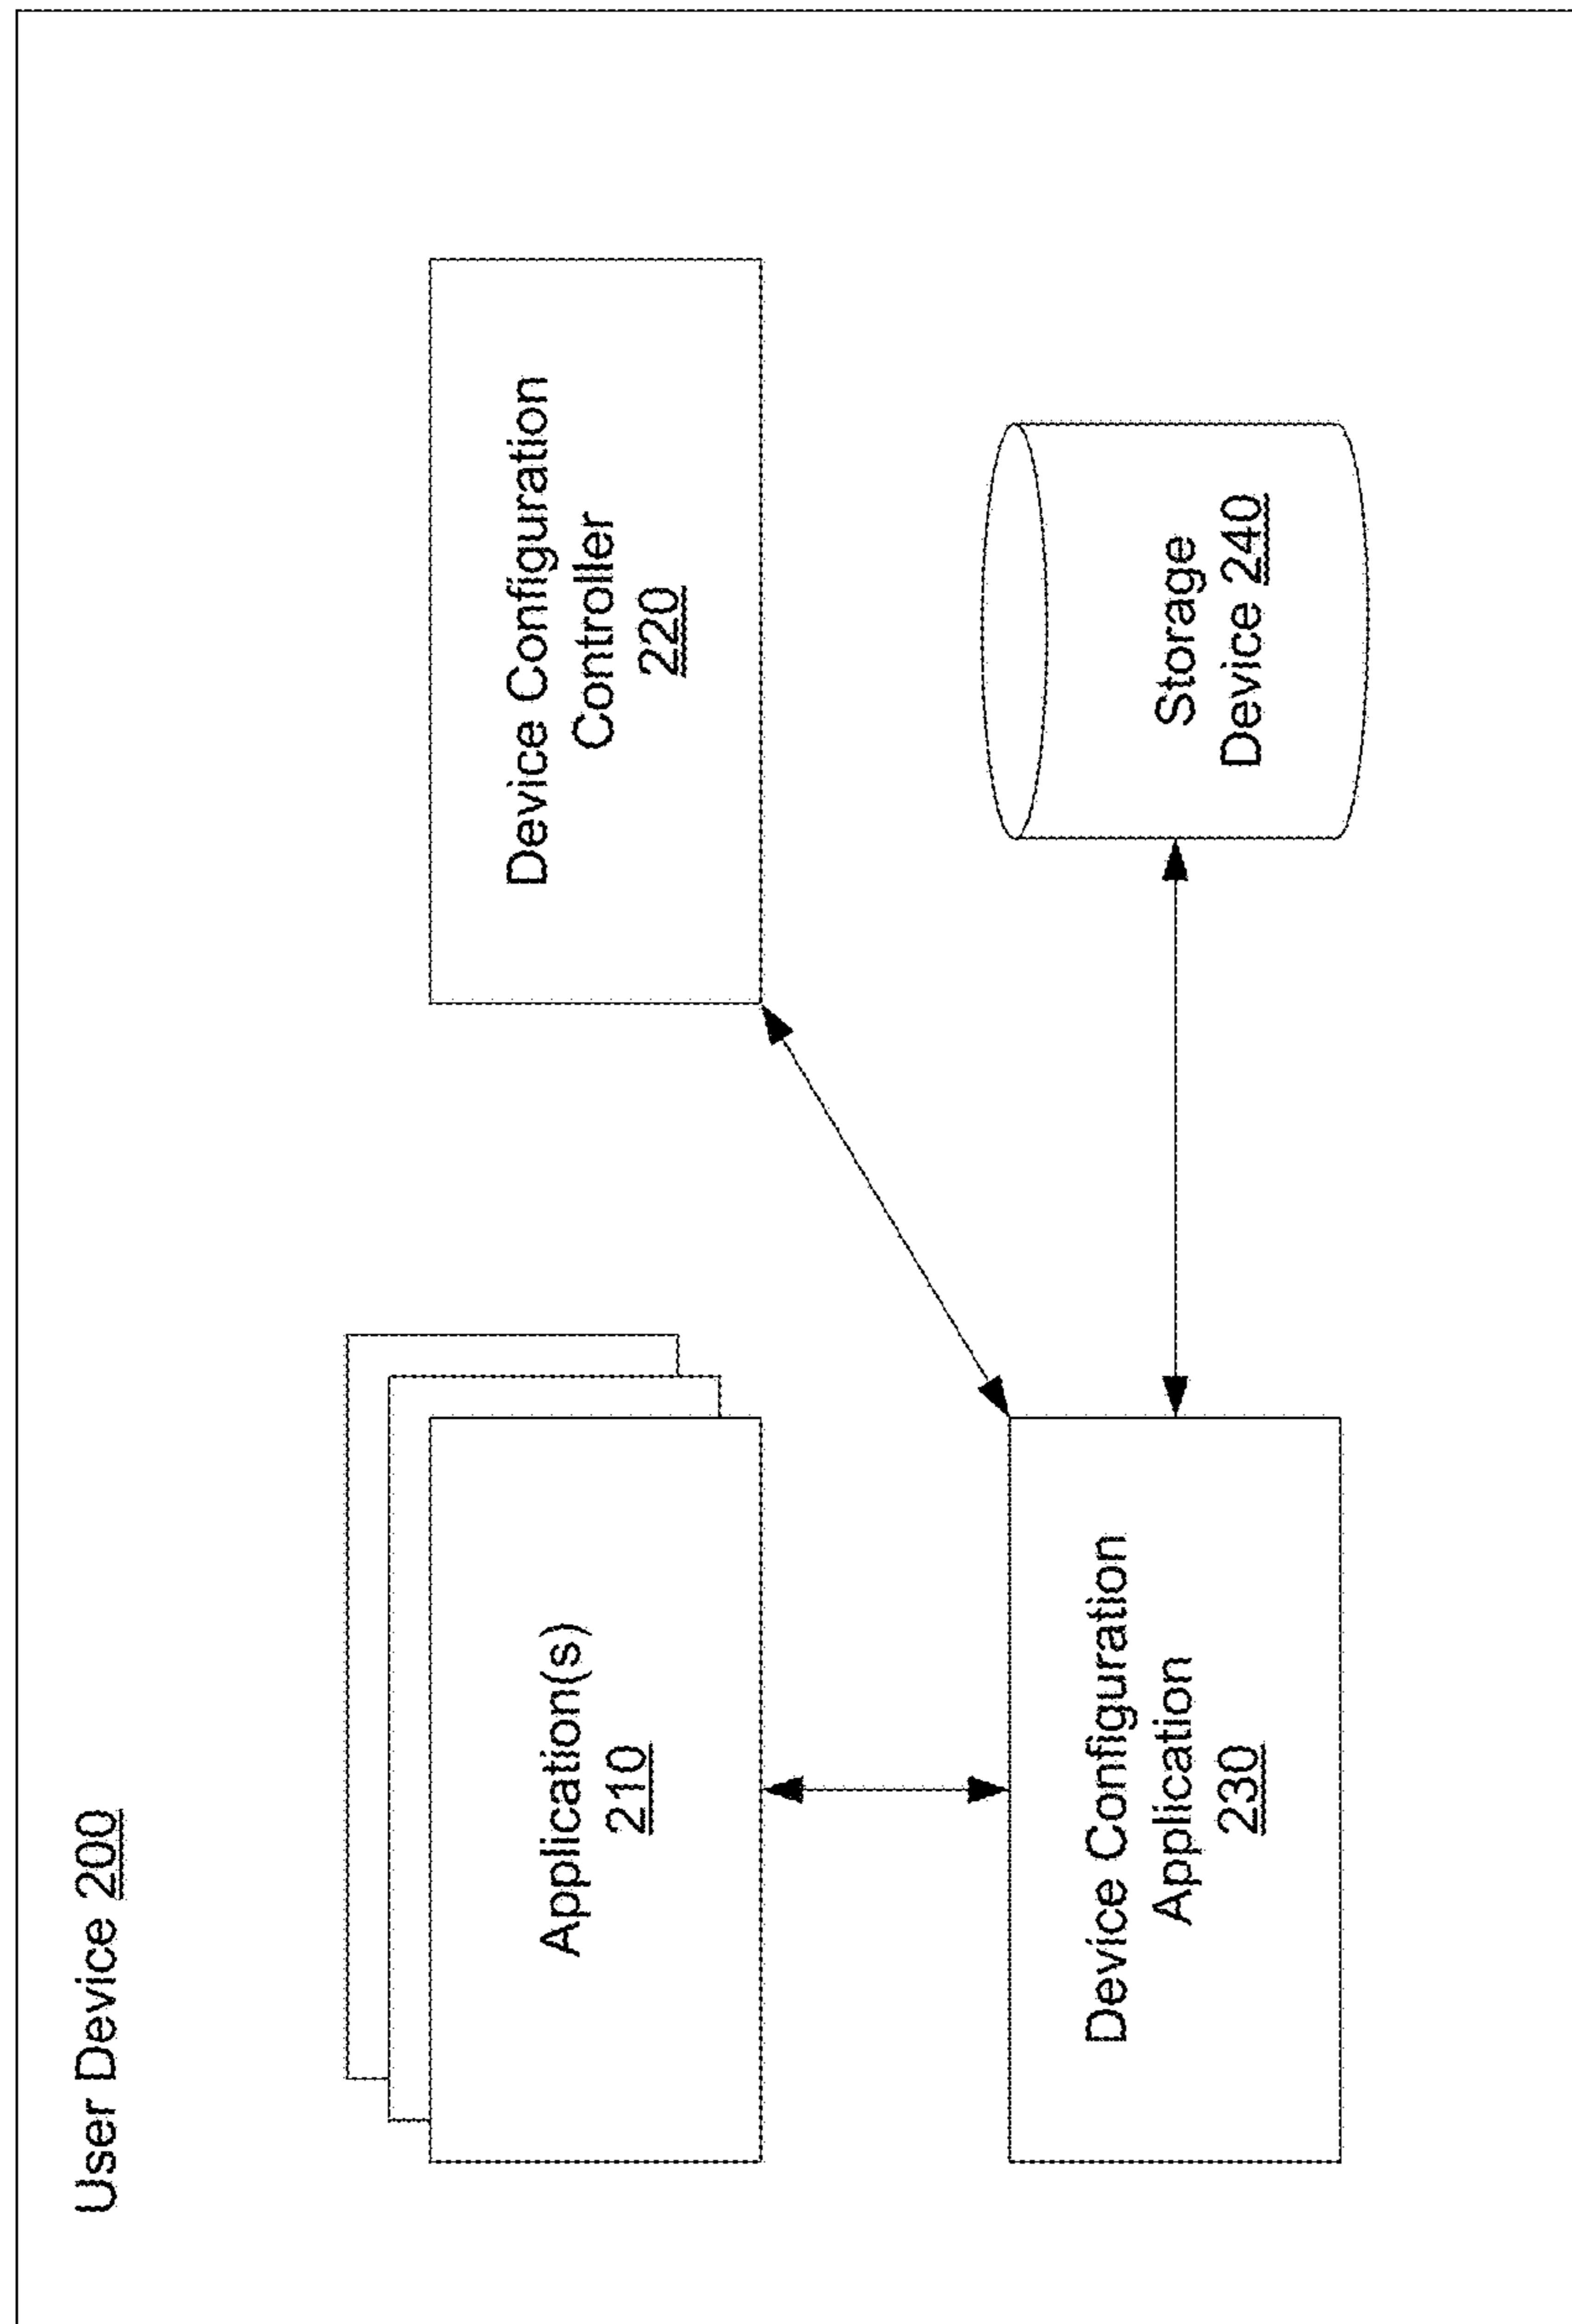 User Device 200
Application(s)
210
Device Configuration
Controller
220
Device Configuration
Application
230
Storage
Device 240